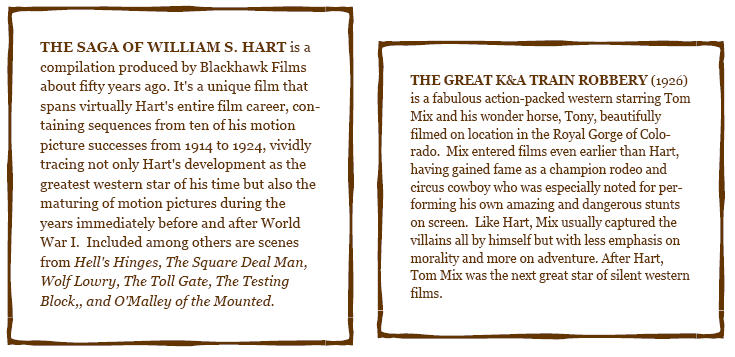 THE SAGA OF WILLIAM S. HART is a
compilation produced by Blackhawk Films
about fifty years ago. It's a unique film that
spans virtually Hart's entire film career, con-
taining sequences from ten of his motion
picture successes from 1914 to 1924, vividly
tracing not only Hart's development as the
greatest western star of his time but also the
maturing of motion pictures during the
years immediately before and after World
War I.  Included among others are scenes
from Hell's Hinges, The Square Deal Man,
Wolf Lowry, The Toll Gate, The Testing
Block,, and O'Malley of the Mounted.
THE GREAT K&A TRAIN ROBBERY (1926)
is a fabulous action-packed western starring Tom
Mix and his wonder horse, Tony, beautifully
filmed on location in the Royal Gorge of Colo-
rado.  Mix entered films even earlier than Hart,
having gained fame as a champion rodeo and
circus cowboy who was especially noted for per-
forming his own amazing and dangerous stunts
on screen.  Like Hart, Mix usually captured the
villains all by himself but with less emphasis on
morality and more on adventure. After Hart,
Tom Mix was the next great star of silent western
films.